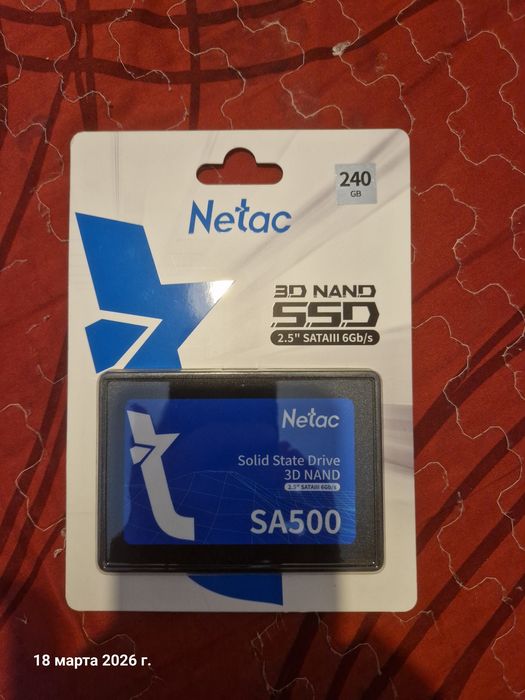 240
GB
Netac
3D NAND
SSD
2.5" SATAIII 6Gb/s
Netac
Solid State Drive
3D NAND
2.5" SATAIII 6Gb/s
SA500
18 марта 2026 г.